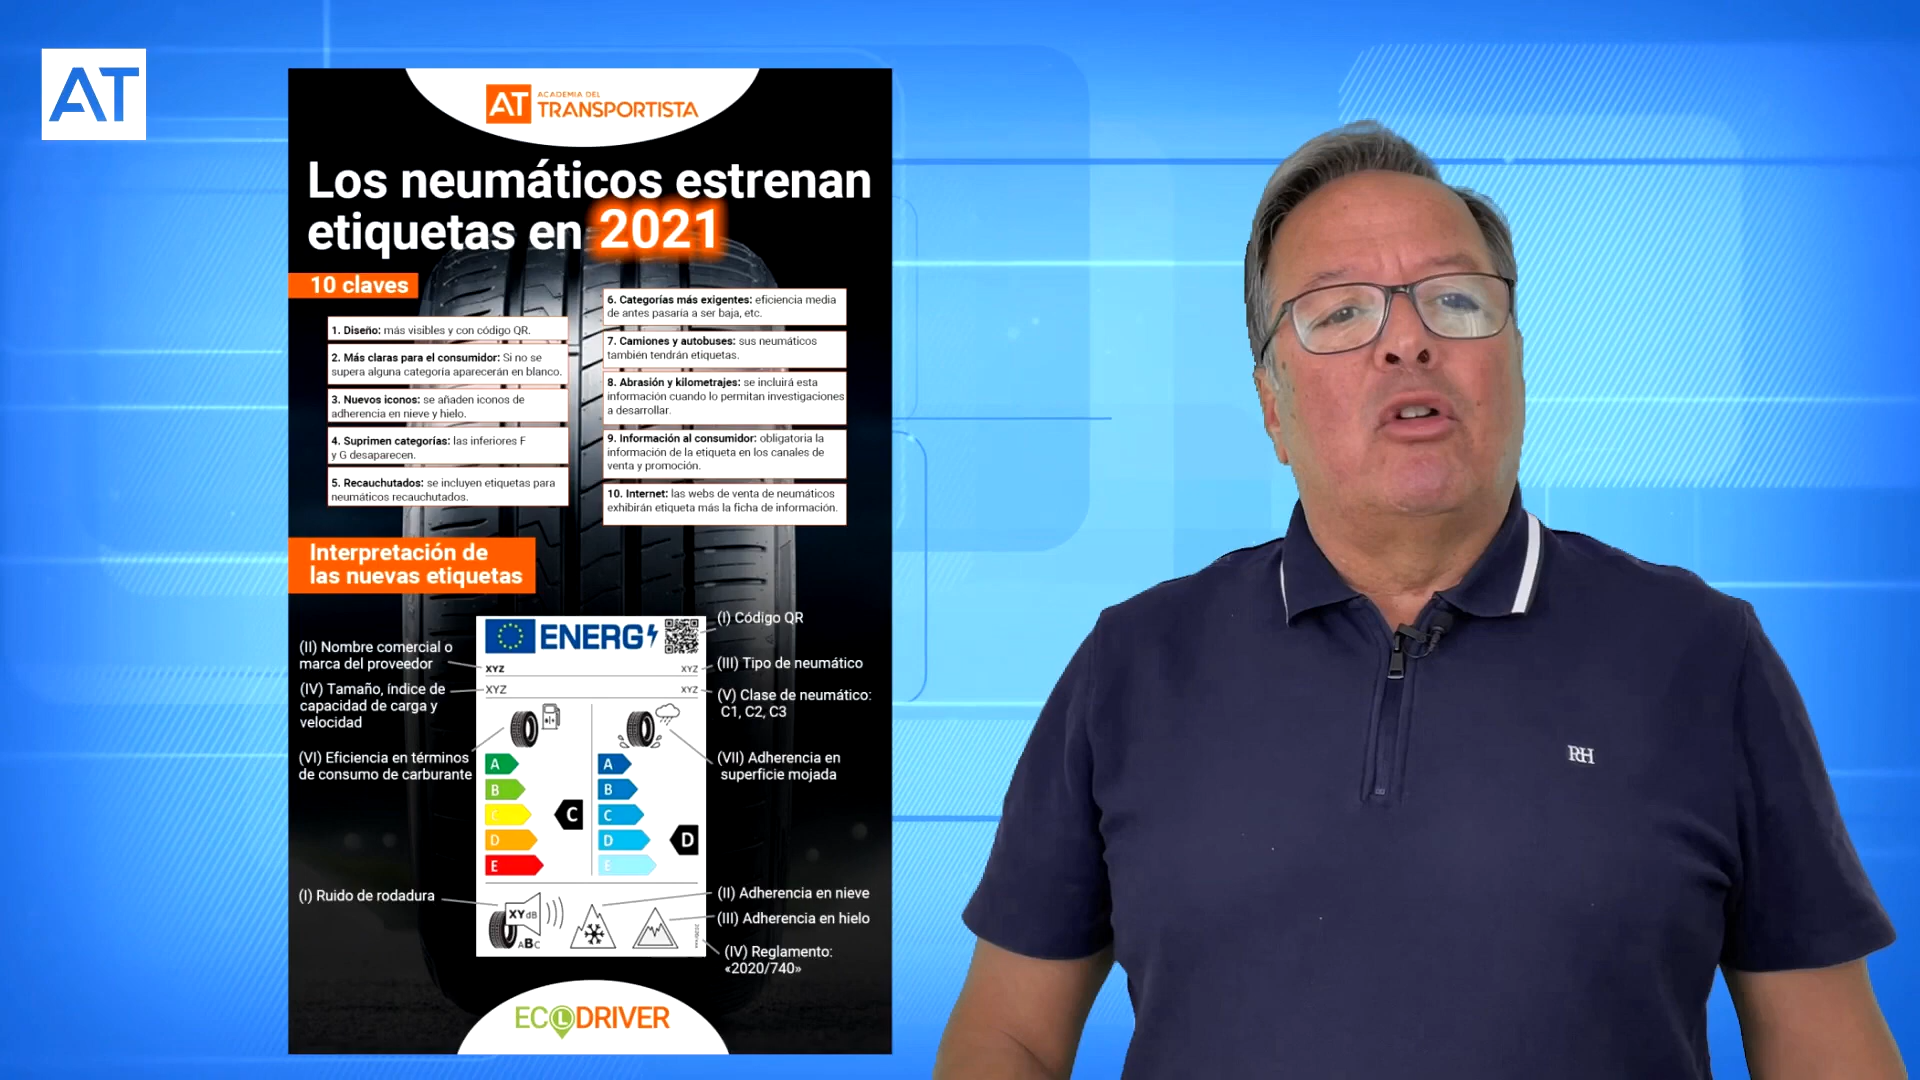 AT
AT ACADEMIA DEL
TRANSPORTISTA
Los neumáticos estrenan
etiquetas en 2021
10 claves
1. Diseño: más visibles y con código QR.
2. Más claras para el consumidor: Si no se
supera alguna categoría aparecerán en blanco.
3. Nuevos iconos: se añaden iconos de
adherencia en nieve y hielo.
4. Suprimen categorías: las inferiores F
y G desaparecen.
5. Recauchutados: se incluyen etiquetas para
neumáticos recauchutados.
6. Categorías más exigentes: eficiencia media
de antes pasaría a ser baja, etc.
7. Camiones y autobuses: sus neumáticos
también tendrán etiquetas.
8. Abrasión y kilometrajes: se incluirá esta
información cuando lo permitan investigaciones
a desarrollar.
9. Información al consumidor: obligatoria la
información de la etiqueta en los canales de
venta y promoción.
10. Internet: las webs de venta de neumáticos
exhibirán etiqueta más la ficha de información.
Interpretación de
las nuevas etiquetas
(I) Código QR
(II) Nombre comercial o
marca del proveedor
(III) Tipo de neumático
(IV) Tamaño, índice de
capacidad de carga y
velocidad
(V) Clase de neumático:
C1, C2, C3
(VI) Eficiencia en términos
de consumo de carburante
(VII) Adherencia en
superficie mojada
ENERG
XYZ XYZ
XYZ XYZ
A A
B B
C C C
D D D
E E
(I) Ruido de rodadura
XY dB
ABC
(II) Adherencia en nieve
(III) Adherencia en hielo
(IV) Reglamento:
«2020/740»
ECODRIVER
RH